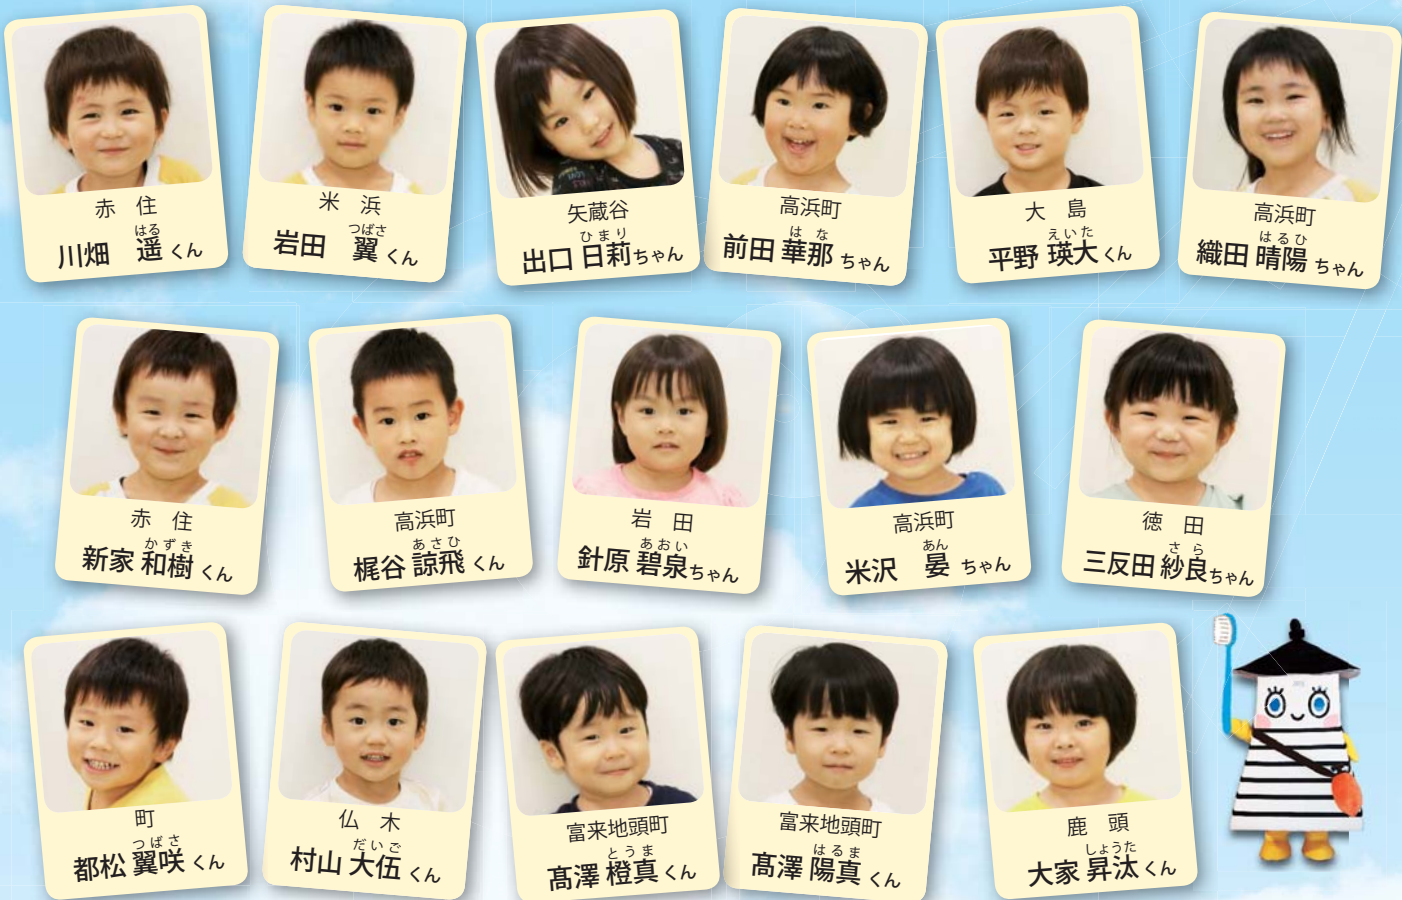 赤 住
はる
川畑 遥 くん
米 浜
つばさ
岩田 翼 くん
矢蔵谷
ひまり
出口 日莉ちゃん
高浜町
はな
前田 華那 ちゃん
大 島
えいた
平野 瑛大 くん
高浜町
はるひ
織田 晴陽 ちゃん
赤 住
かずき
新家 和樹 くん
高浜町
あさひ
梶谷 諒飛 くん
岩 田
あおい
針原 碧泉ちゃん
高浜町
あん
米沢 晏 ちゃん
徳 田
さら
三反田 紗良ちゃん
町
つばさ
都松 翼咲 くん
仏 木
だいご
村山 大伍 くん
富来地頭町
とうま
髙澤 橙真 くん
富来地頭町
はるま
髙澤 陽真 くん
鹿 頭
しょうた
大家 昇汰 くん